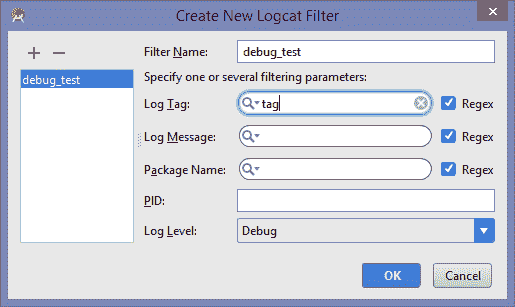 Create New Logcat Filter
debug_test
Filter Name: debug_test
Specify one or several filtering parameters:
Log Tag: tag Regex
Log Message: Regex
Package Name: Regex
PID:
Log Level: Debug
OK Cancel